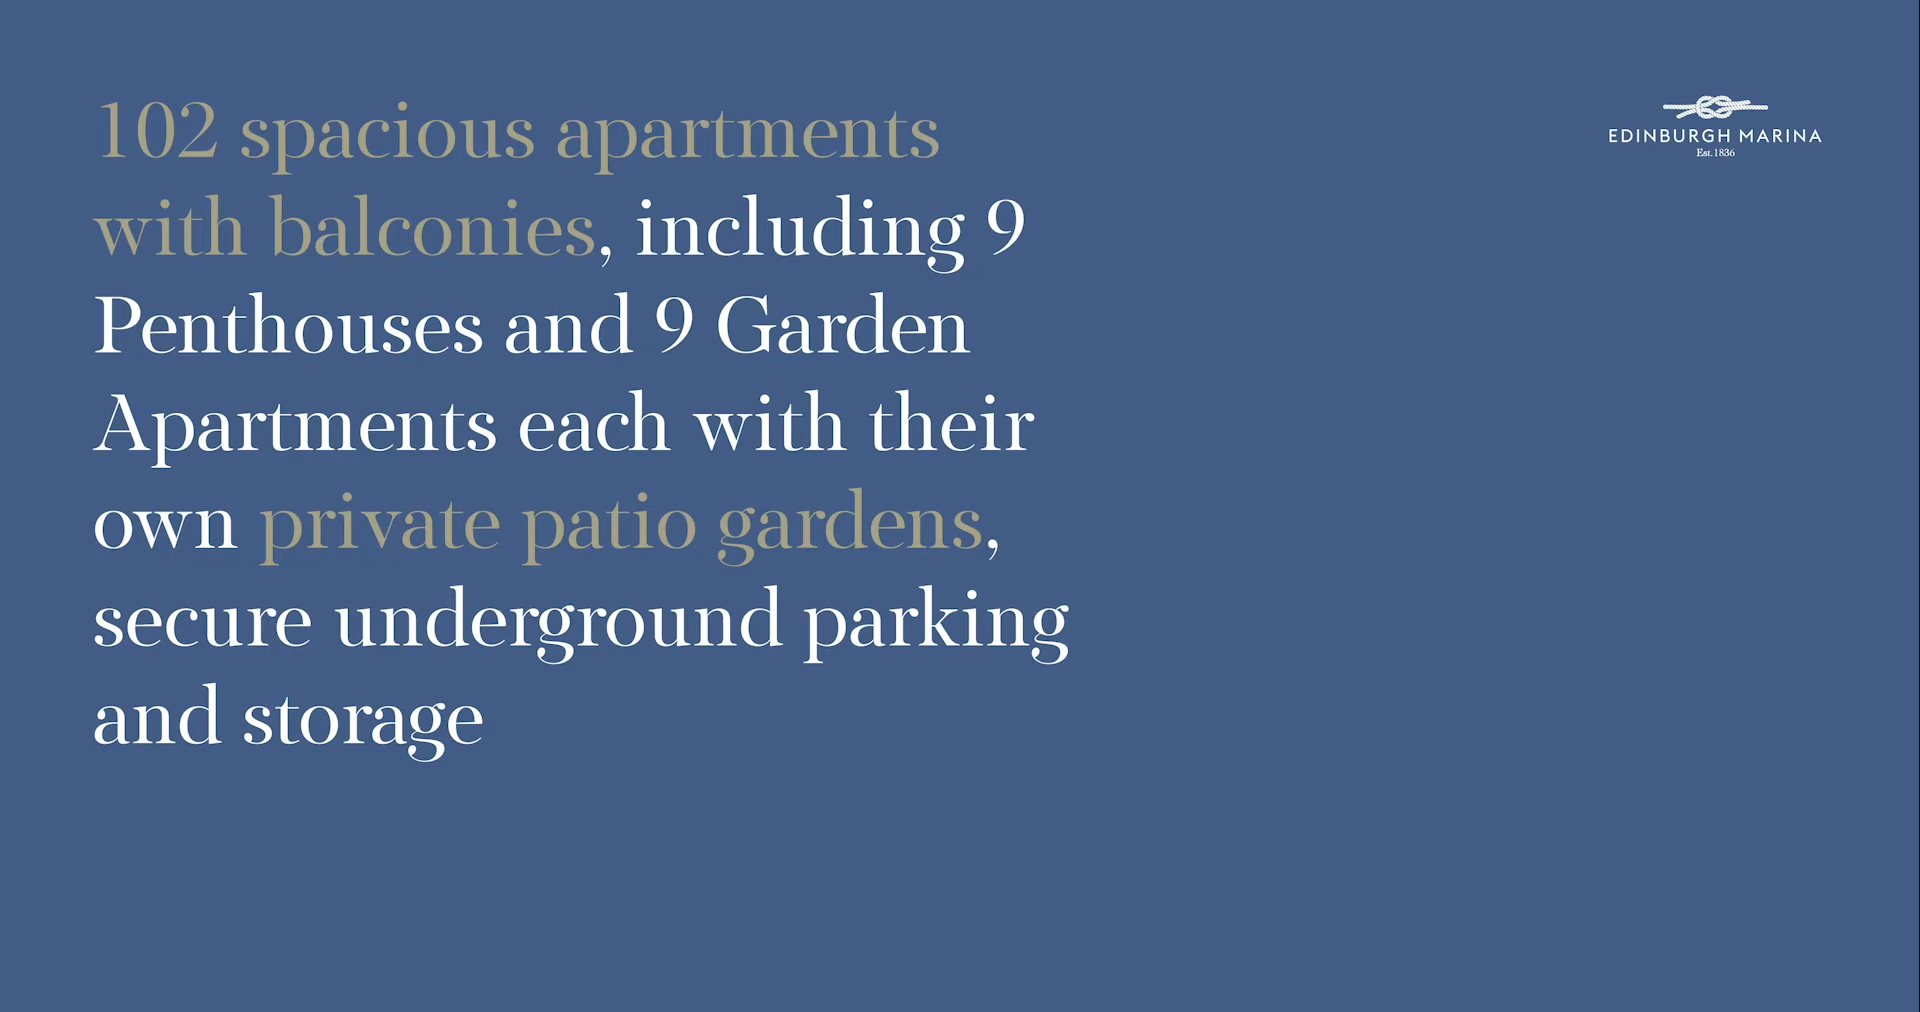 102 spacious apartments
with balconies, including 9
Penthouses and 9 Garden
Apartments each with their
own private patio gardens,
secure underground parking
and storage
EDINBURGH MARINA
Est. 1836